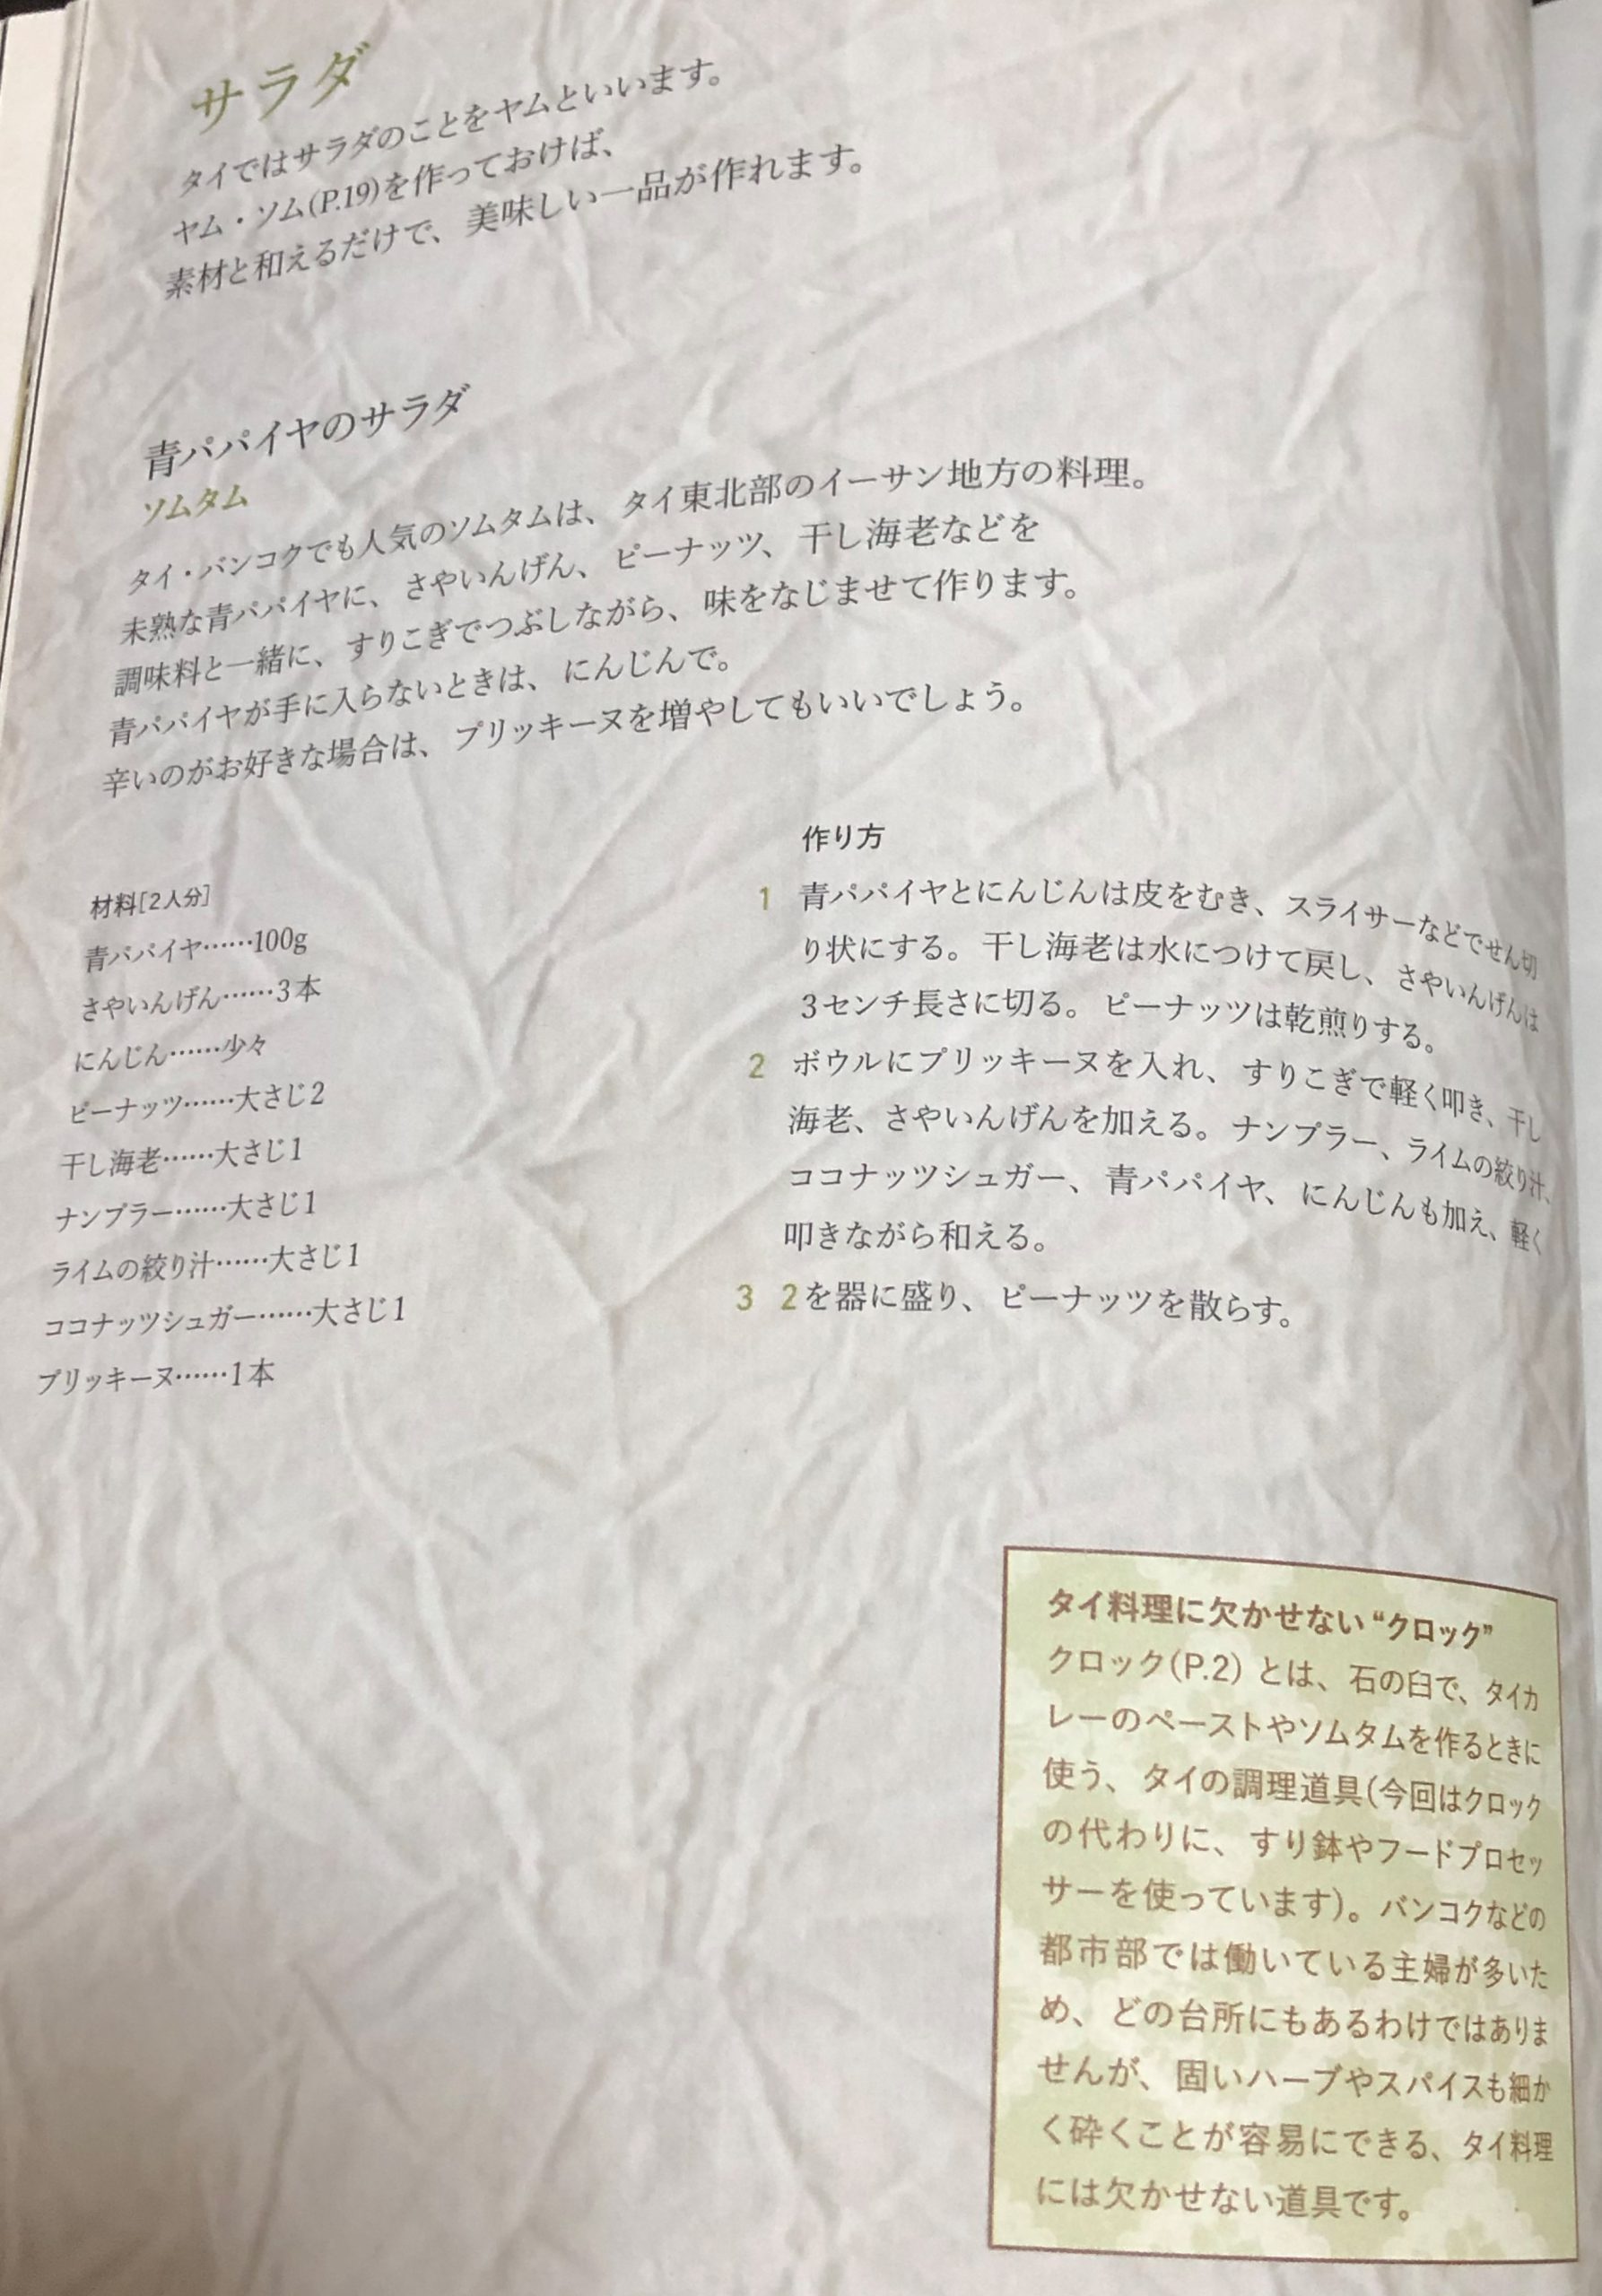 サラダ
タイではサラダのことをヤムといいます。
ヤム・ソム(P.19)を作っておけば、
素材と和えるだけで、美味しい一品が作れます。
青パパイヤのサラダ
ソムタム
タイ・バンコクでも人気のソムタムは、タイ東北部のイーサン地方の料理。
未熟な青パパイヤに、さやいんげん、ピーナッツ、干し海老などを
調味料と一緒に、すりこぎでつぶしながら、味をなじませて作ります。
青パパイヤが手に入らないときは、にんじんで。
辛いのがお好きな場合は、プリッキーヌを増やしてもいいでしょう。
材料[2人分]
青パパイヤ……100g
さやいんげん……3本
にんじん……少々
ピーナッツ……大さじ2
干し海老……大さじ1
ナンプラー……大さじ1
ライムの絞り汁……大さじ1
ココナッツシュガー……大さじ1
プリッキーヌ……1本
作り方
1 青パパイヤとにんじんは皮をむき、スライサーなどでせん切
り状にする。干し海老は水につけて戻し、さやいんげんは
3センチ長さに切る。ピーナッツは乾煎りする。
2 ボウルにプリッキーヌを入れ、すりこぎで軽く叩き、干し
海老、さやいんげんを加える。ナンプラー、ライムの絞り汁、
ココナッツシュガー、青パパイヤ、にんじんも加え、軽く
叩きながら和える。
3 2を器に盛り、ピーナッツを散らす。
タイ料理に欠かせない“クロック”
クロック(P.2)とは、石の臼で、タイカ
レーのペーストやソムタムを作るときに
使う、タイの調理道具(今回はクロック
の代わりに、すり鉢やフードプロセッ
サーを使っています)。バンコクなどの
都市部では働いている主婦が多いた
め、どの台所にもあるわけではありま
せんが、固いハーブやスパイスも細か
く砕くことが容易にできる、タイ料理
には欠かせない道具です。